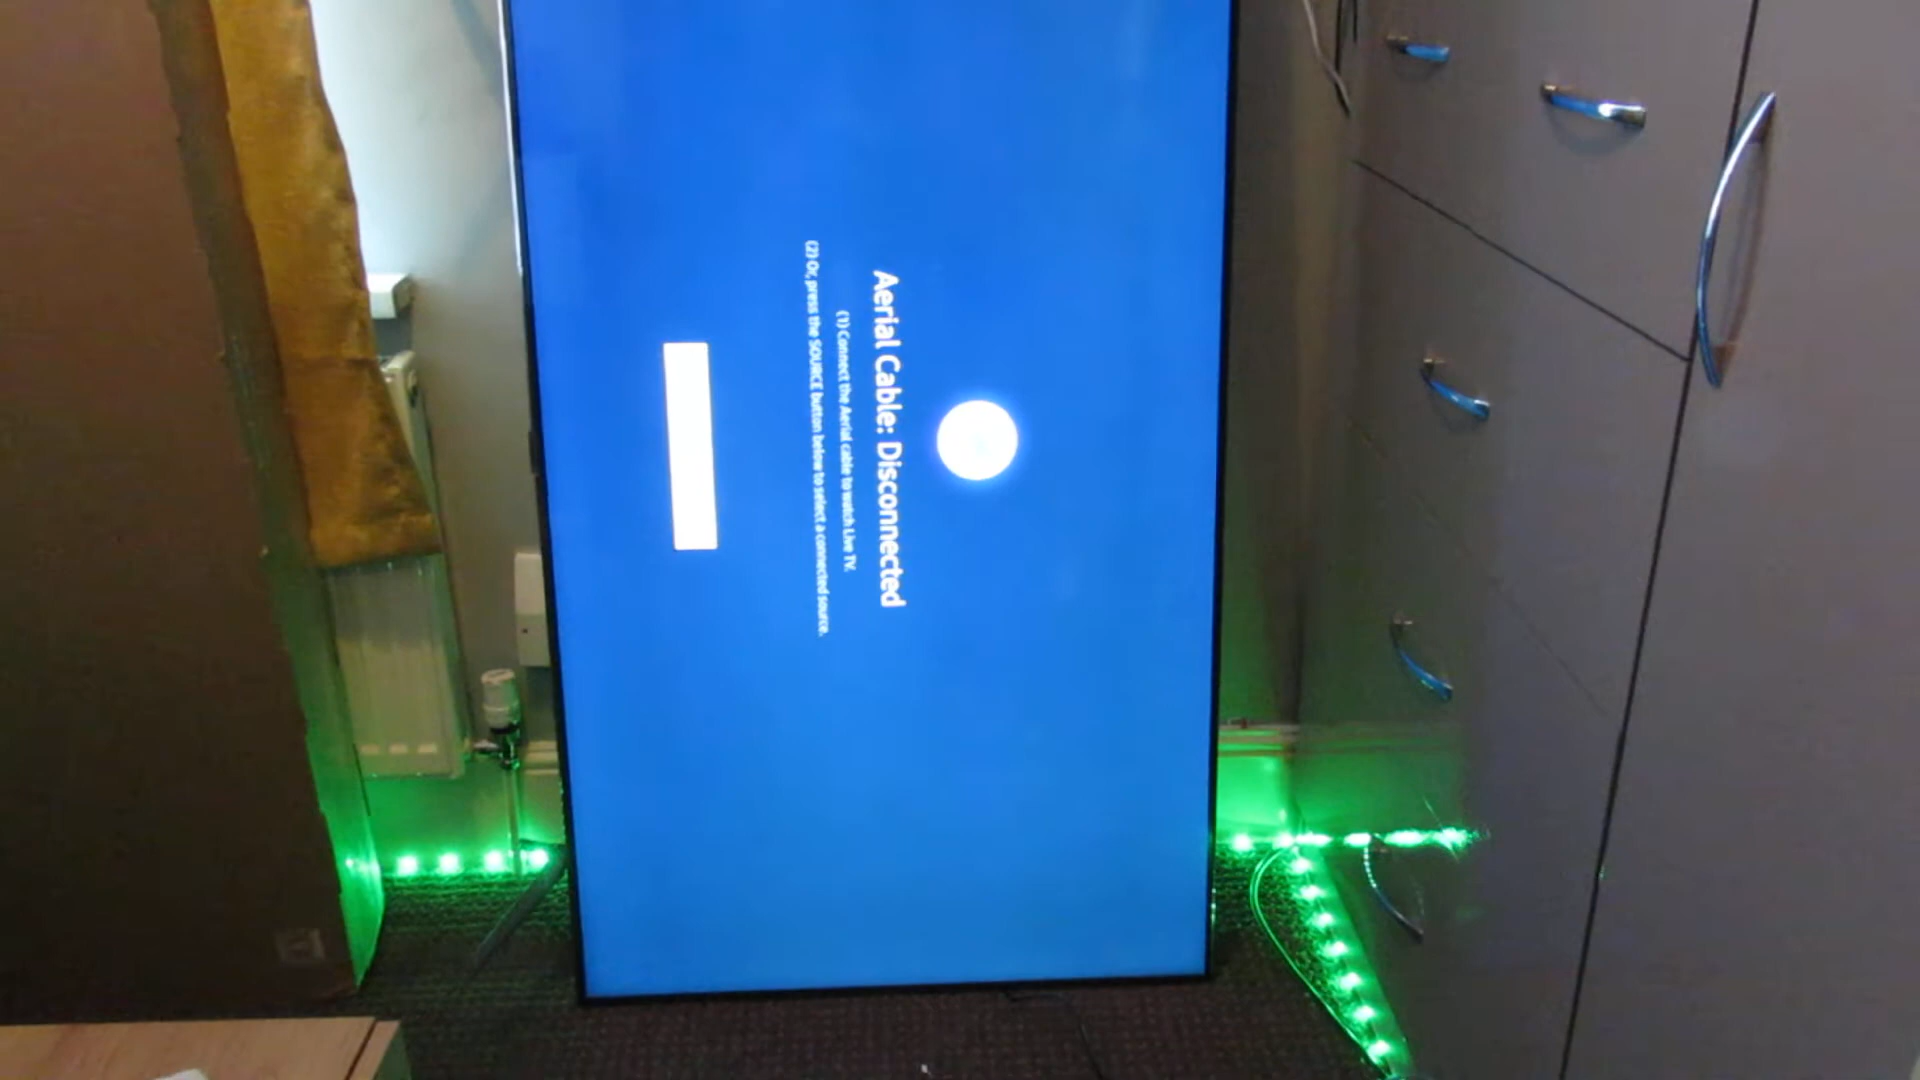 Aerial Cable: Disconnected
(1) Connect the Aerial cable to watch Live TV.
(2) Or, press the SOURCE button below to select a connected source.